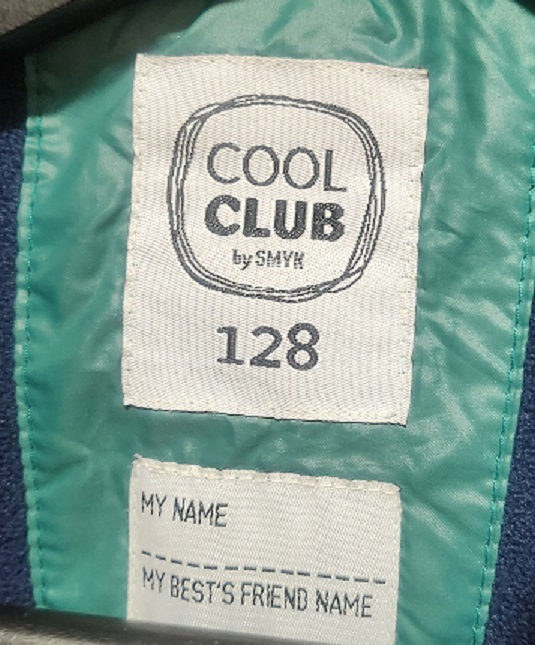 COOL
CLUB
by SMYK
128
MY NAME
MY BEST'S FRIEND NAME